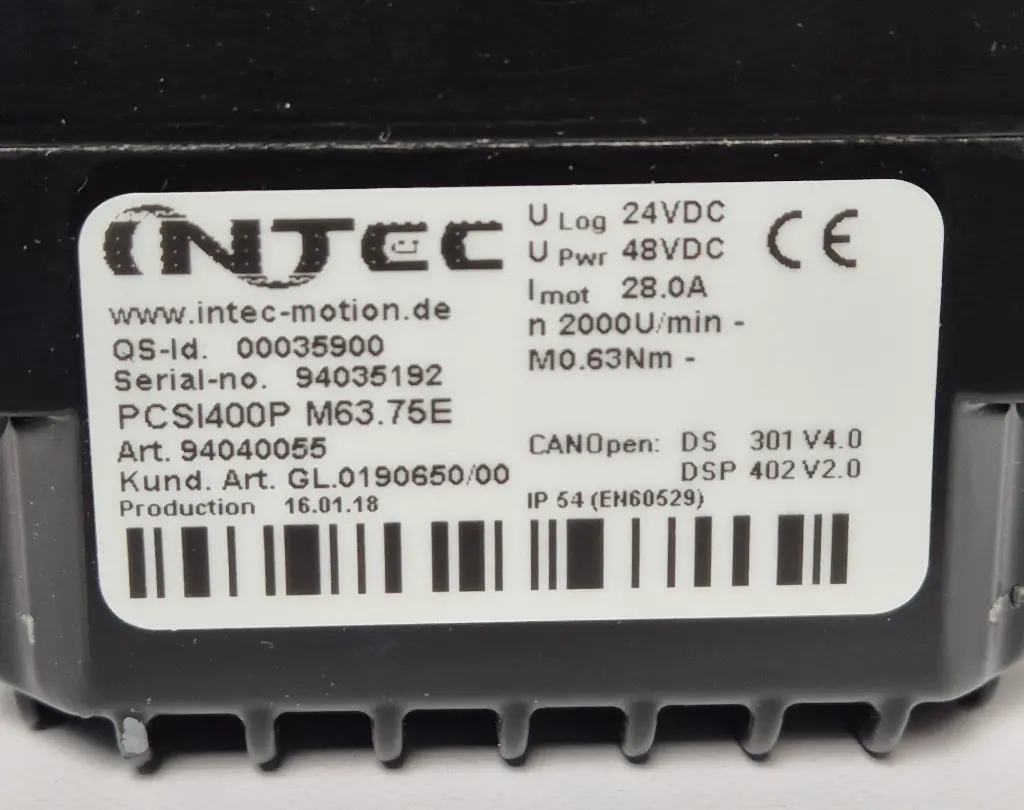 INTEC
www.intec-motion.de
QS-Id. 00035900
Serial-no. 94035192
PCSI400P M63.75E
Art. 94040055
Kund. Art. GL.0190650/00
Production 16.01.18
U Log 24VDC
U Pwr 48VDC
I mot 28.0A
n 2000U/min -
M0.63Nm -
CE
CANOpen: DS 301 V4.0
DSP 402 V2.0
IP 54 (EN60529)